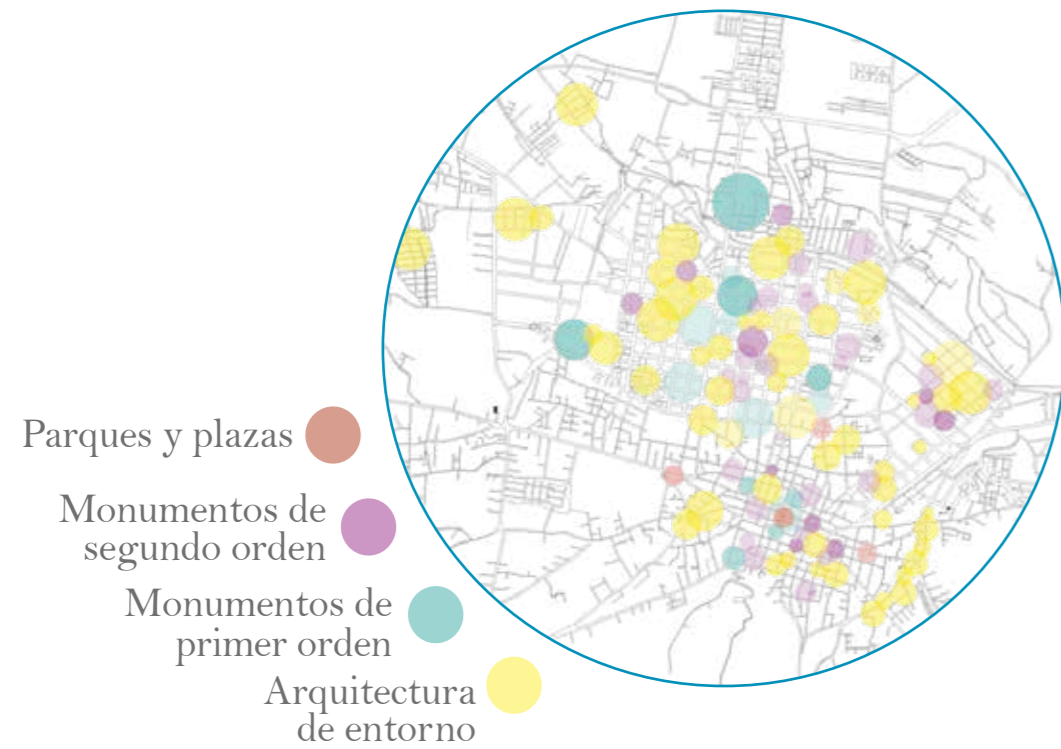 Parques y plazas
Monumentos de
segundo orden
Monumentos de
primer orden
Arquitectura
de entorno